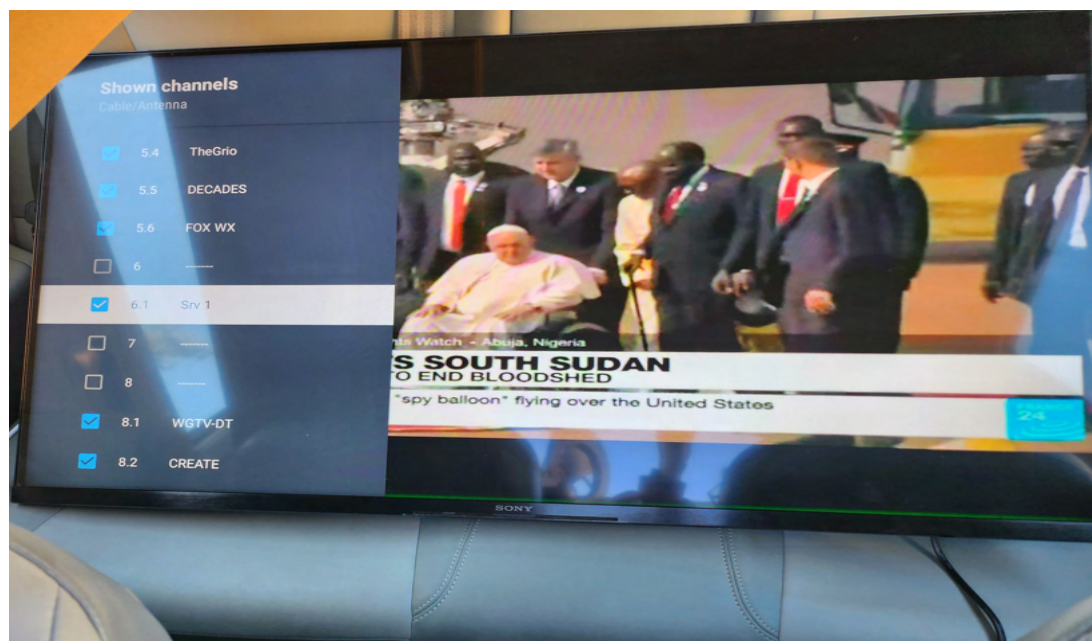 Shown channels
Cable/Antenna
5.4 TheGrio
5.5 DECADES
5.6 FOX WX
6 -------
6.1 Srv 1
7 -------
8 -------
8.1 WGTV-DT
8.2 CREATE
Watch - Abuja, Nigeria
S SOUTH SUDAN
O END BLOODSHED
"spy balloon" flying over the United States
FRANCE
24
SONY